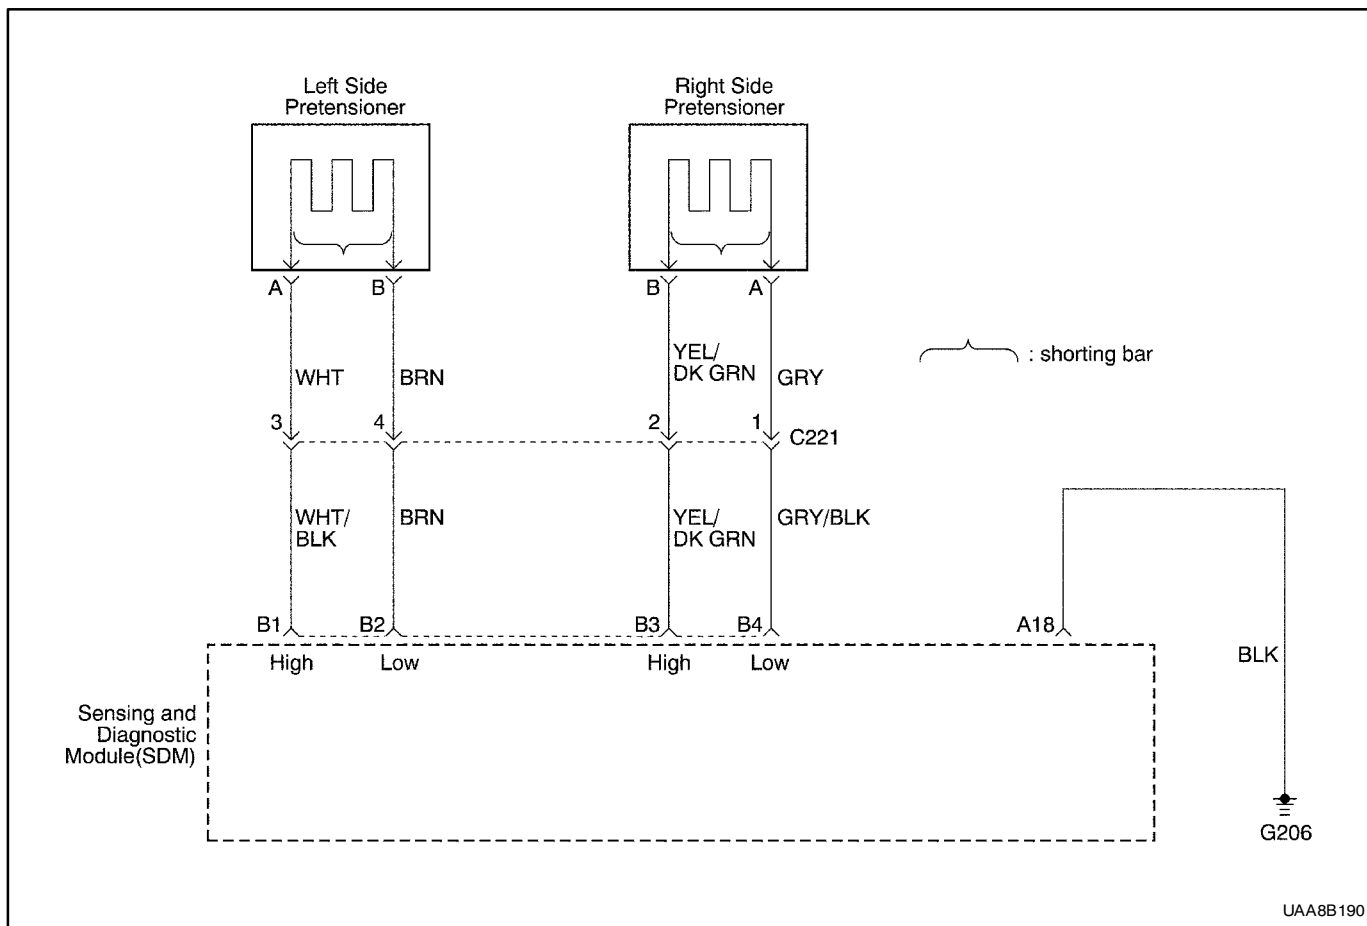 Left Side
Pretensioner
Right Side
Pretensioner
A
B
B
A
WHT
BRN
YEL/
DK GRN
GRY
: shorting bar
3
4
2
1
C221
WHT/
BLK
BRN
YEL/
DK GRN
GRY/BLK
B1
B2
B3
B4
A18
High
Low
High
Low
BLK
Sensing and
Diagnostic
Module(SDM)
G206
UAA8B190